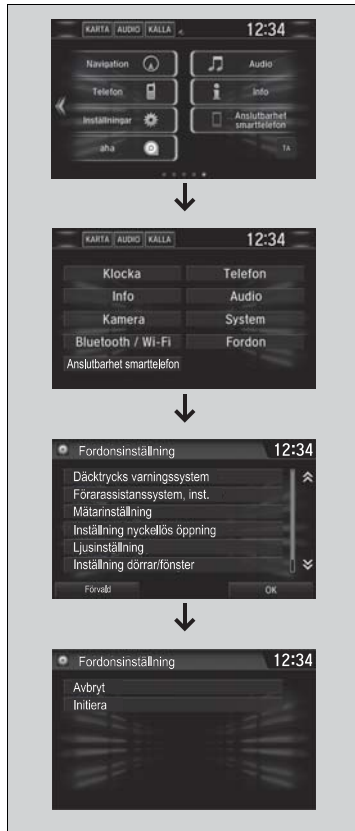 KARTA AUDIO KÄLLA 12:34
Navigation Audio
Telefon Info
Inställningar Anslutbarhet smarttelefon
aha TA
KARTA AUDIO KÄLLA 12:34
Klocka Telefon
Info Audio
Kamera System
Bluetooth / Wi-Fi Fordon
Anslutbarhet smarttelefon
Fordonsinställning 12:34
Däcktrycks varningssystem
Förarassistanssystem, inst.
Mätarinställning
Inställning nyckellös öppning
Ljusinställning
Inställning dörrar/fönster
Förvald OK
Fordonsinställning 12:34
Avbryt
Initiera